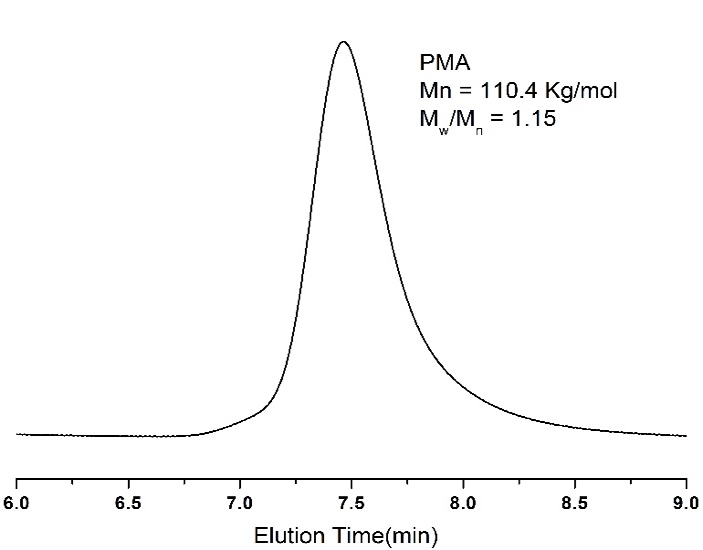 PMA
Mn = 110.4 Kg/mol
Mw/Mn = 1.15
6.0 6.5 7.0 7.5 8.0 8.5 9.0
Elution Time(min)